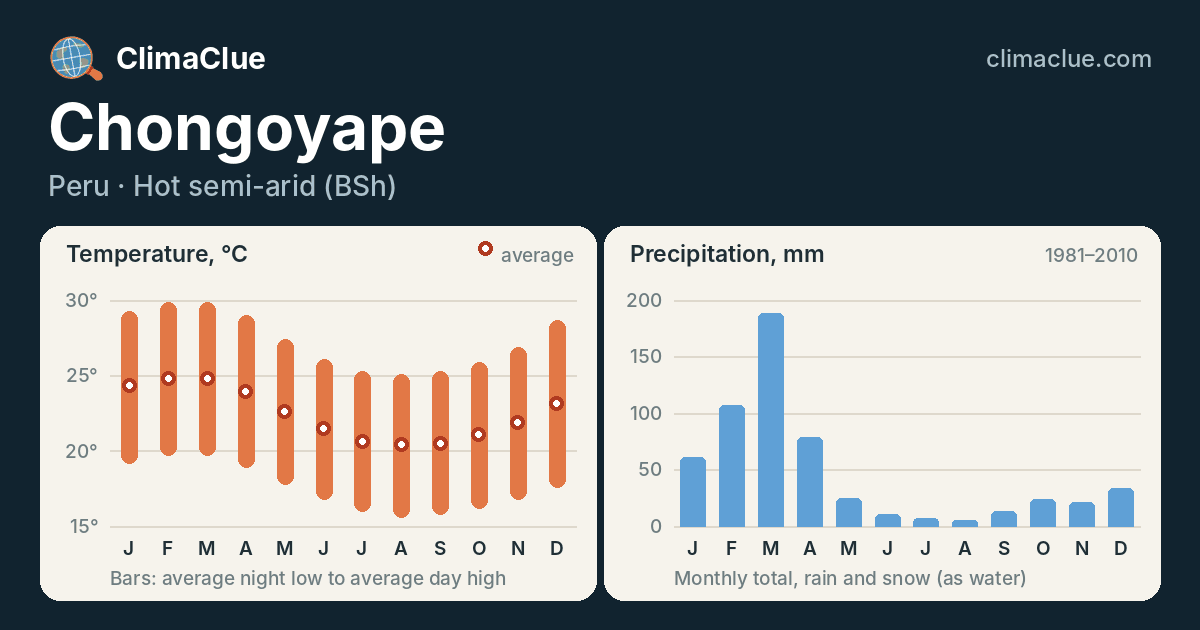 ClimaClue
climaclue.com
Chongoyape
Peru · Hot semi-arid (BSh)
Temperature, °C
average
30°
25°
20°
15°
J F M A M J J A S O N D
Bars: average night low to average day high
Precipitation, mm
1981–2010
200
150
100
50
0
J F M A M J J A S O N D
Monthly total, rain and snow (as water)